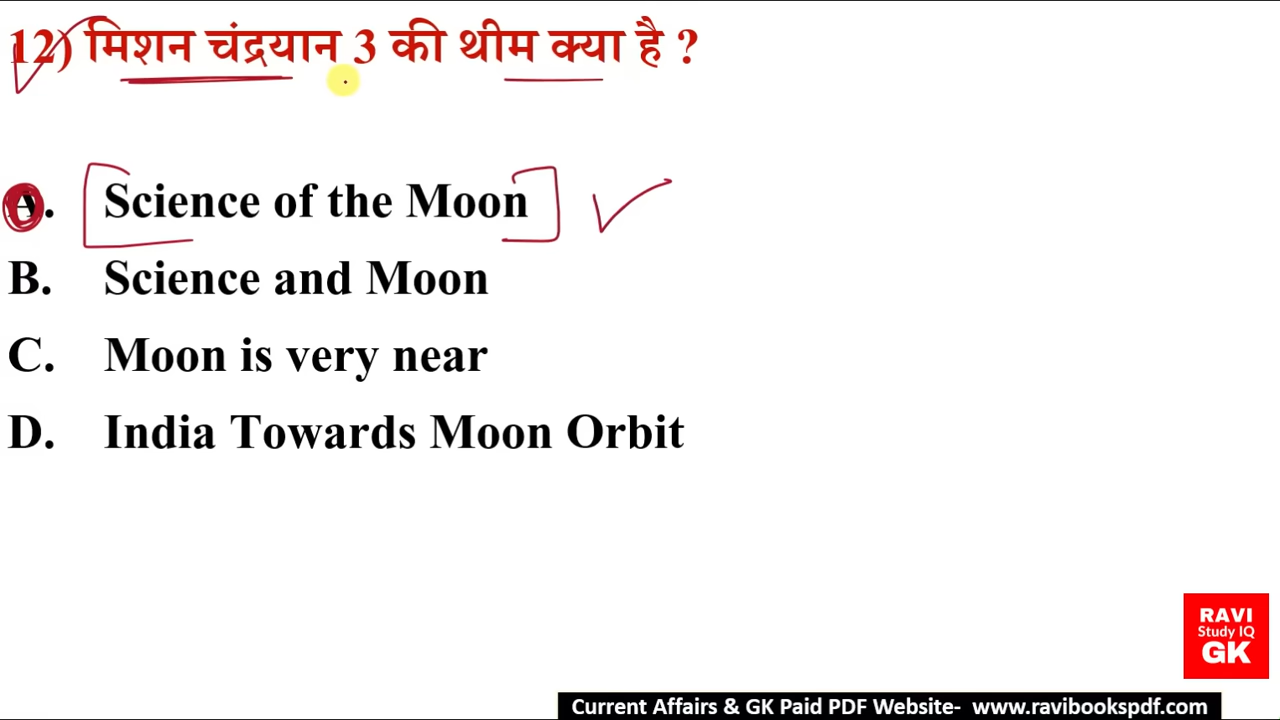 12) मिशन चंद्रयान 3 की थीम क्या है ?
A. Science of the Moon
B. Science and Moon
C. Moon is very near
D. India Towards Moon Orbit
RAVI
Study IQ
GK
Current Affairs & GK Paid PDF Website- www.ravibookspdf.com